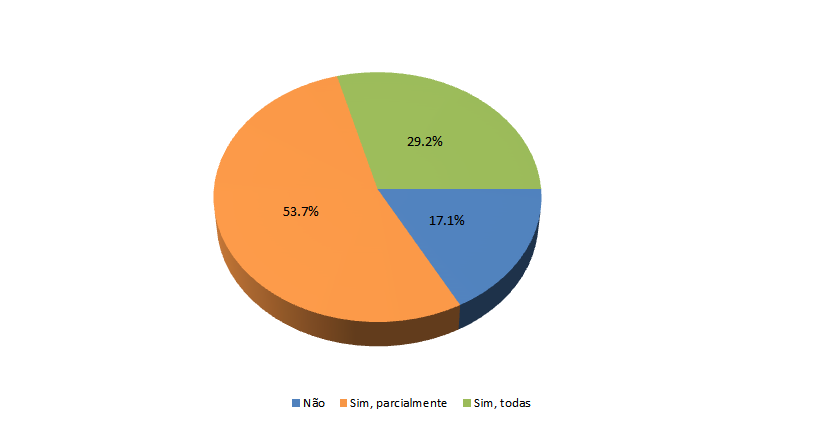 29.2%
53.7%
17.1%
Não Sim, parcialmente Sim, todas